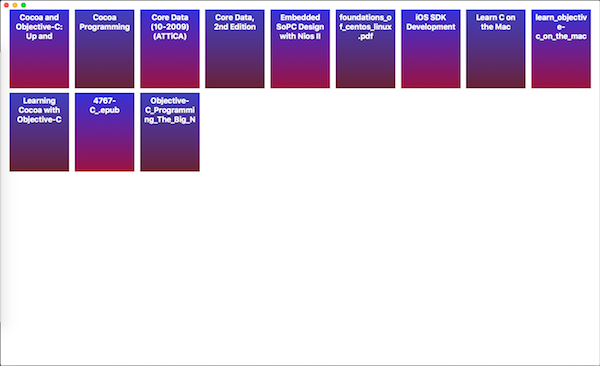 Cocoa and
Objective-C:
Up and
Cocoa
Programming
Core Data
(10-2009)
(ATTiCA)
Core Data,
2nd Edition
Embedded
SoPC Design
with Nios II
foundations_o
f_centos_linux
.pdf
iOS SDK
Development
Learn C on
the Mac
learn_objectiv
e-
c_on_the_mac
Learning
Cocoa with
Objective-C
4767-
C_.epub
Objective-
C_Programmi
ng_The_Big_N